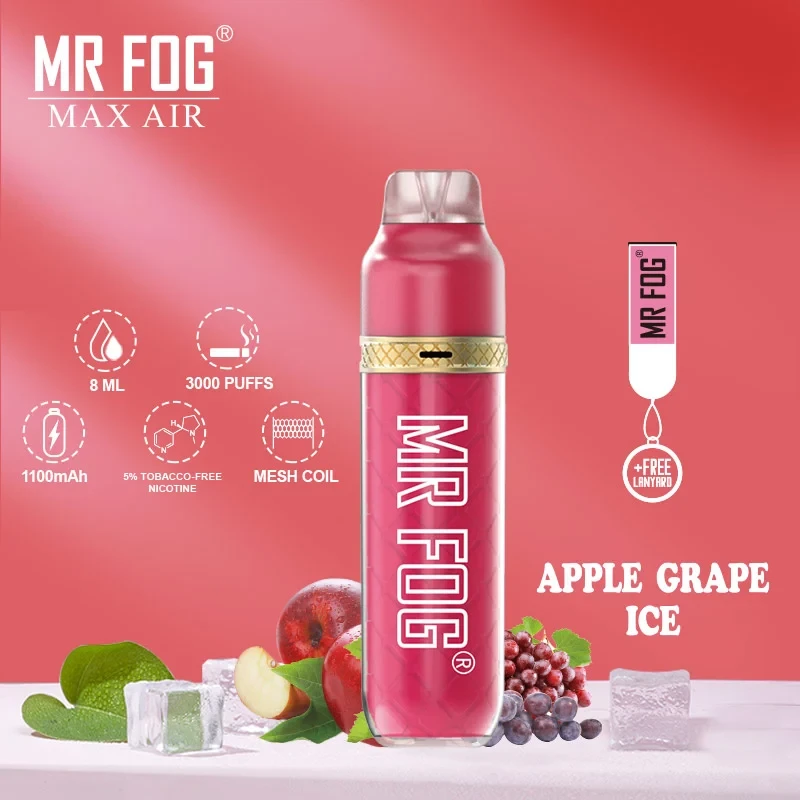 MR FOG®
MAX AIR
8 ML
3000 PUFFS
1100mAh
5% TOBACCO-FREE
NICOTINE
MESH COIL
MR FOG®
MR FOG®
+FREE
LANYARD
APPLE GRAPE
ICE
H
N
N